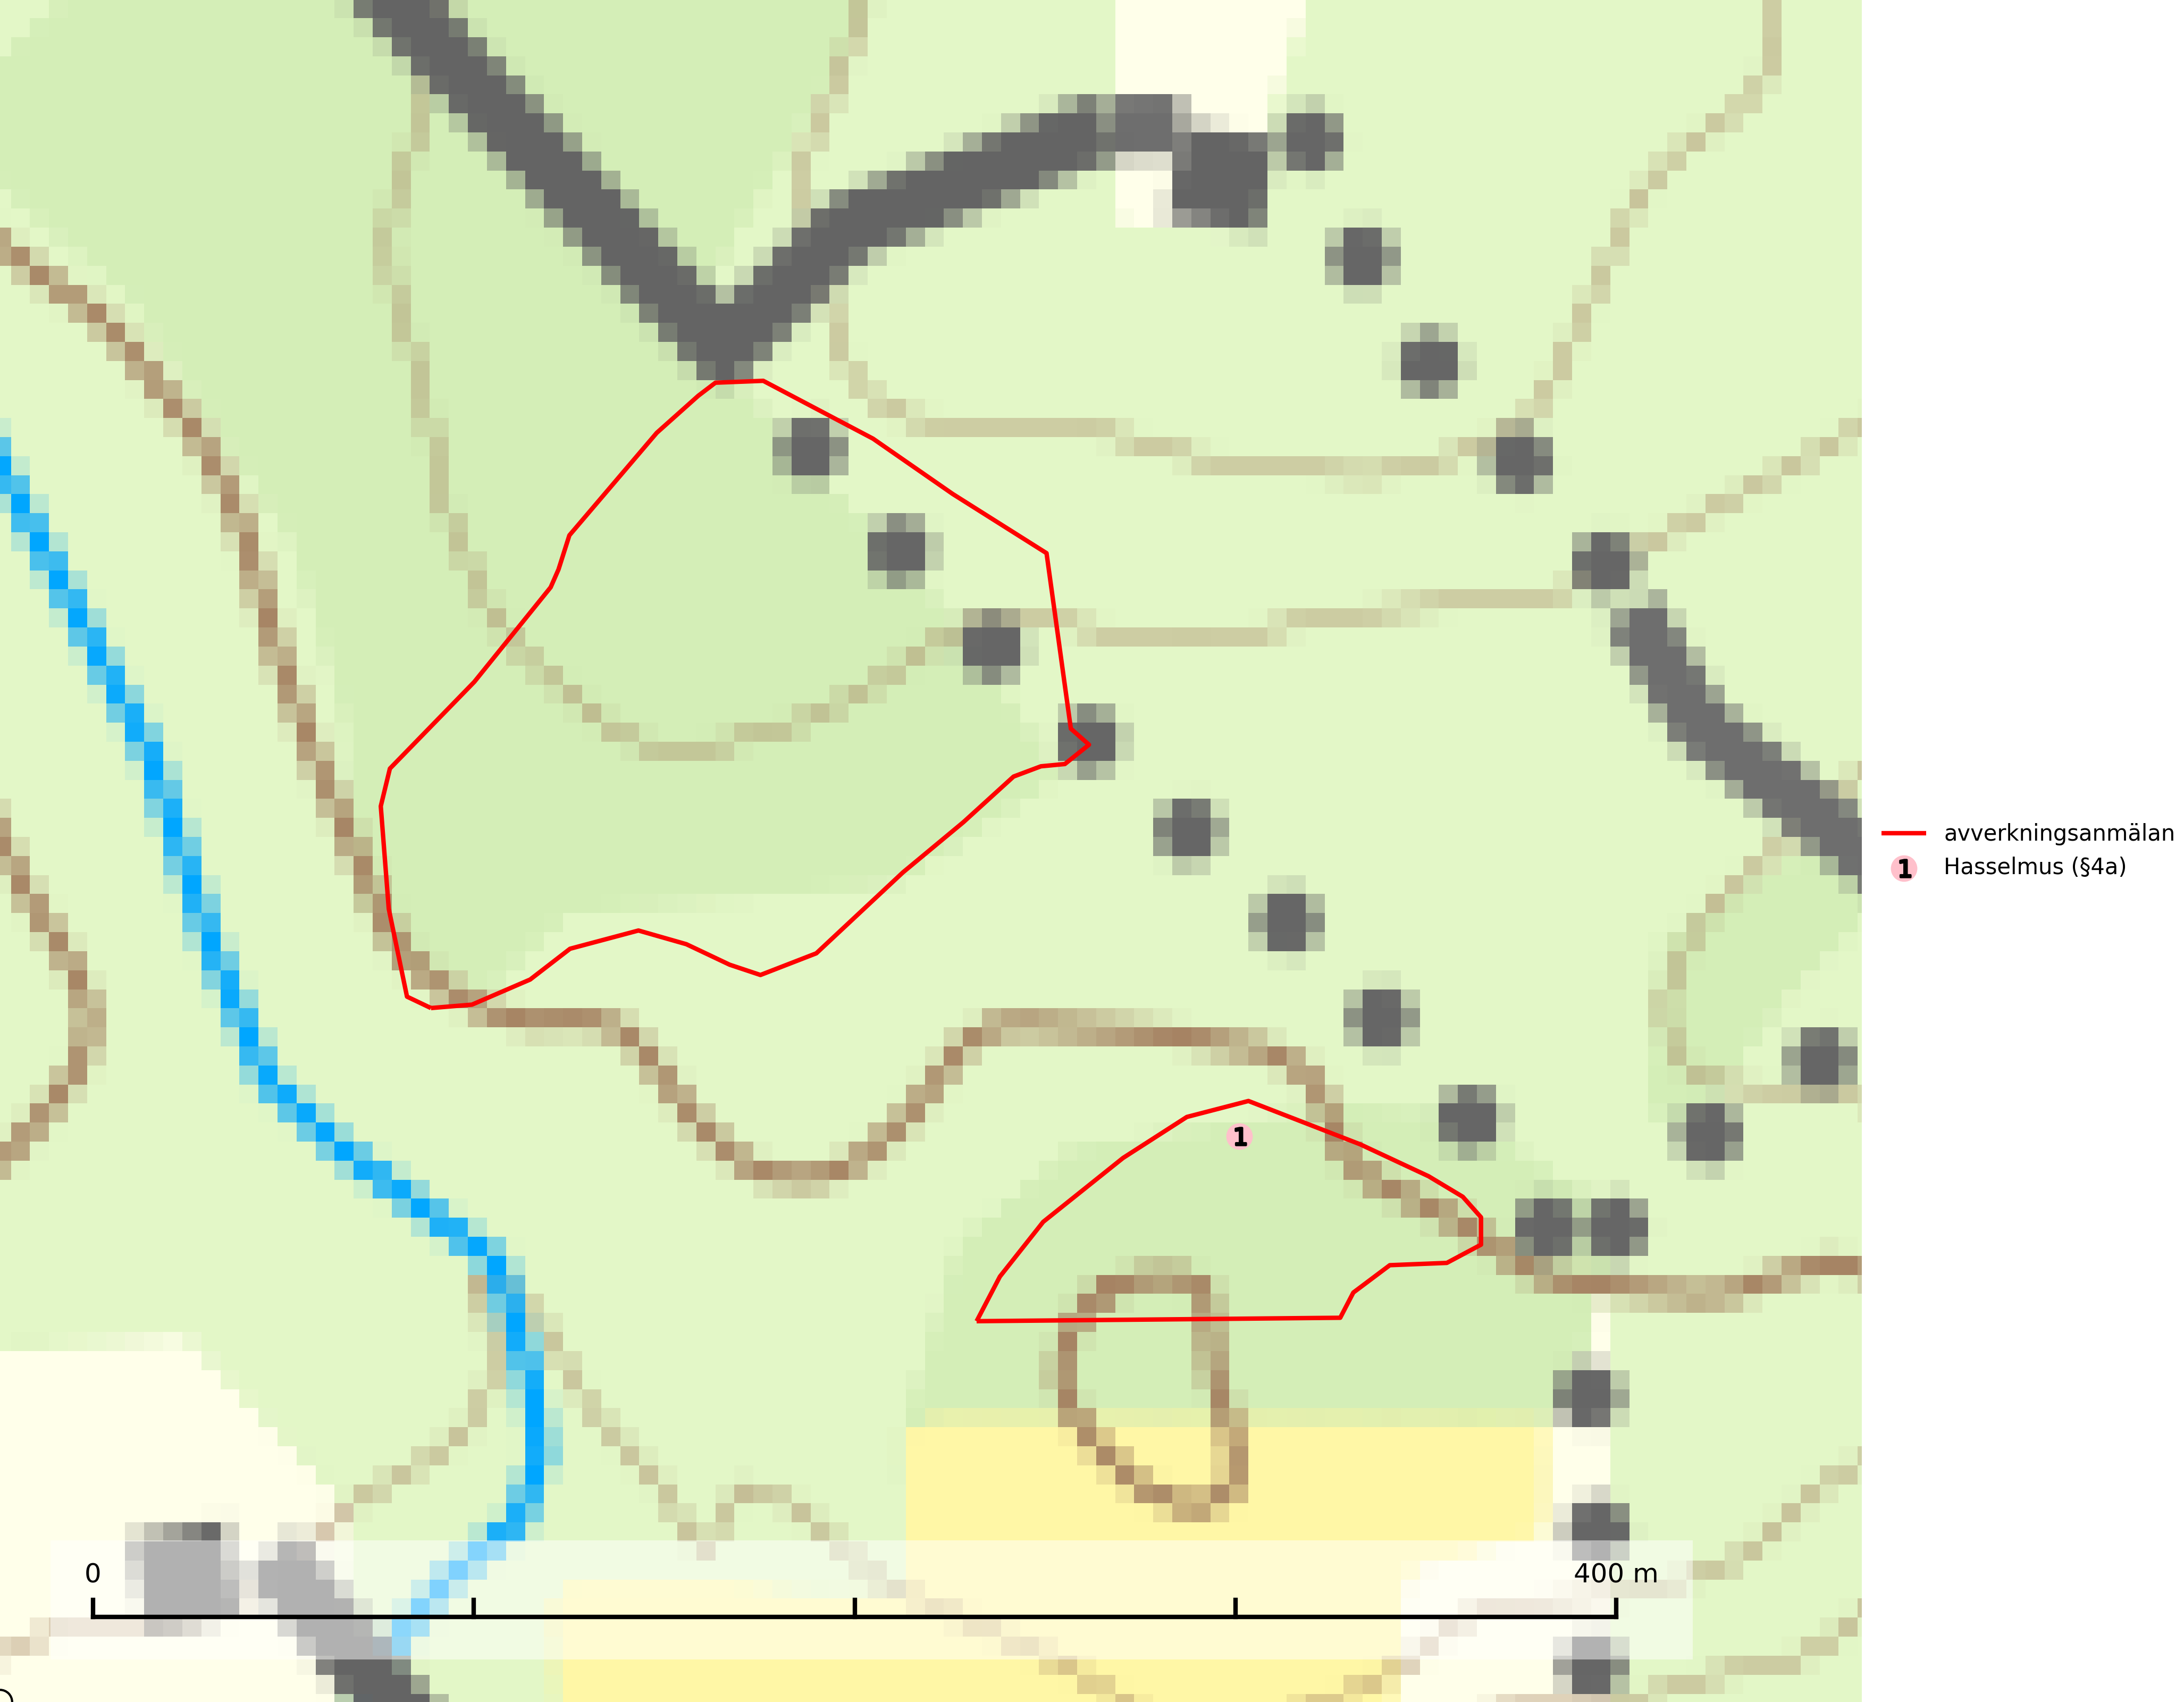 avverkningsanmälan
1 Hasselmus (§4a)
1
0 400 m